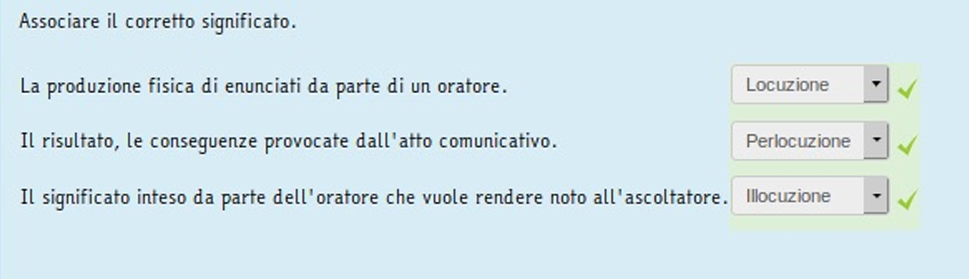 Associare il corretto significato.
La produzione fisica di enunciati da parte di un oratore. Locuzione
Il risultato, le conseguenze provocate dall'atto comunicativo. Perlocuzione
Il significato inteso da parte dell'oratore che vuole rendere noto all'ascoltatore. Illocuzione